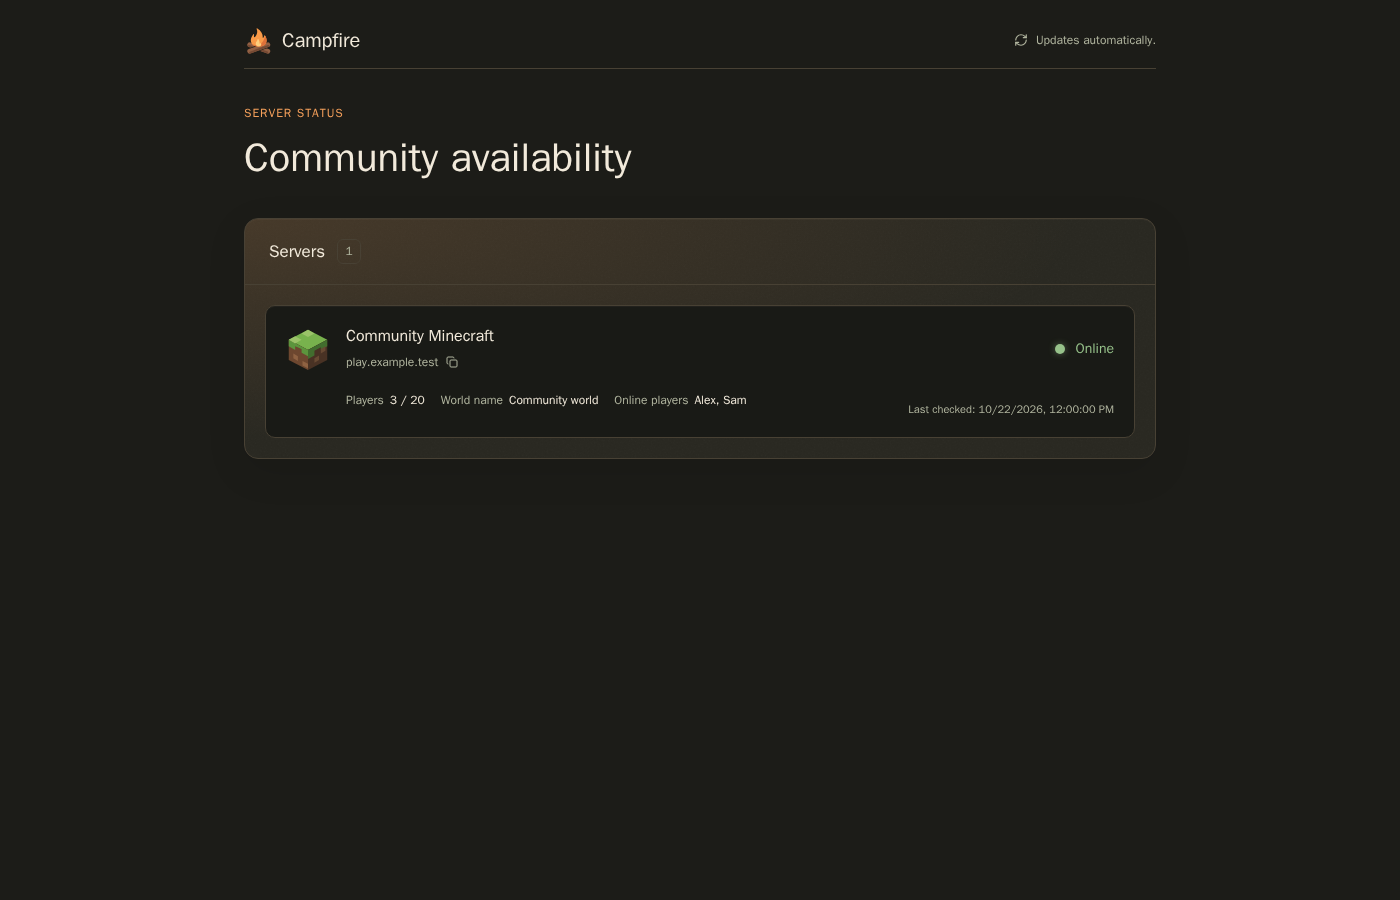 Campfire
Updates automatically.
SERVER STATUS
Community availability
Servers 1
Community Minecraft
play.example.test
Online
Players 3 / 20 World name Community world Online players Alex, Sam
Last checked: 10/22/2026, 12:00:00 PM